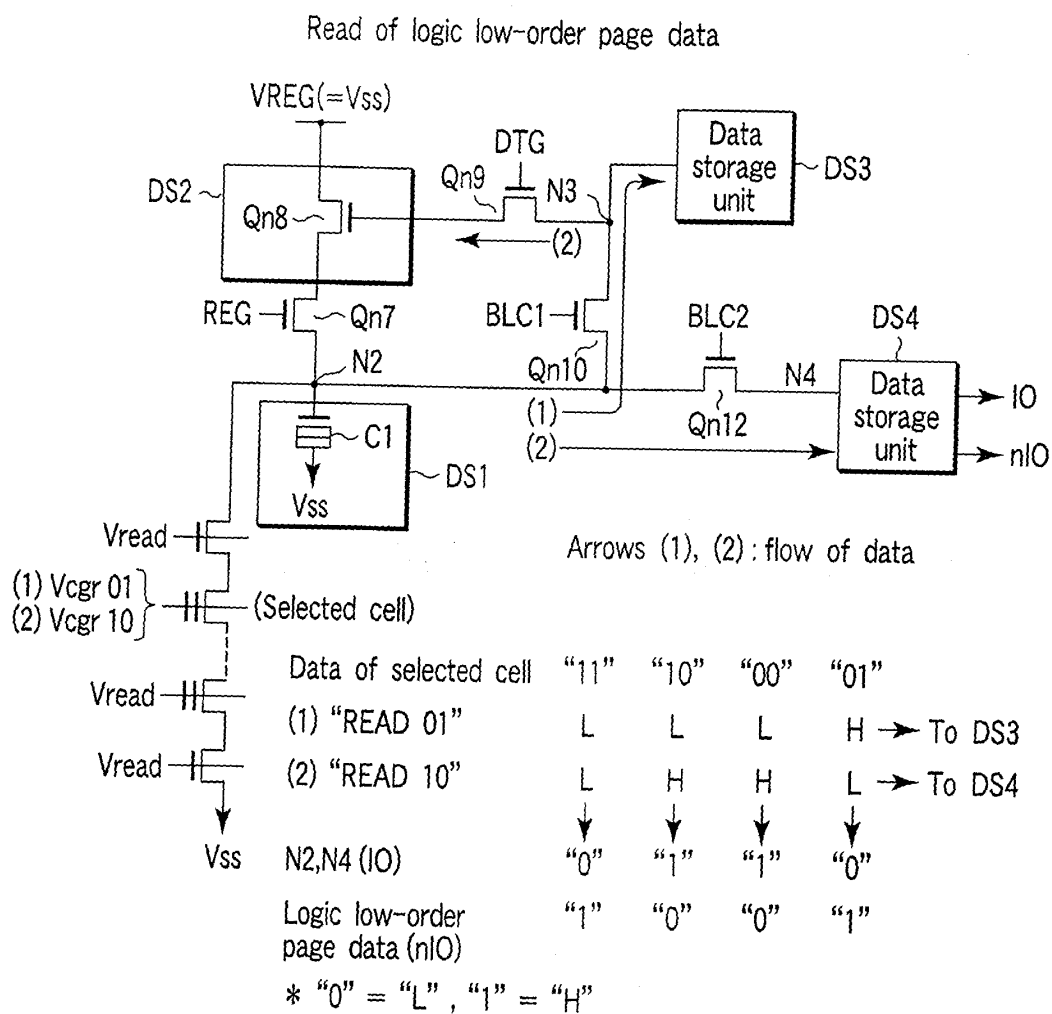 Read of logic low-order page data
VREG(=Vss)
DTG
Data storage unit
DS3
DS2
Qn9
N3
Qn8
(2)
REG
Qn7
BLC1
BLC2
DS4
N2
Qn10
N4
Data storage unit
IO
(1)
Qn12
C1
(2)
nIO
DS1
Vss
Vread
Arrows (1), (2) : flow of data
(1) Vcgr 01
(2) Vcgr 10
(Selected cell)
Data of selected cell "11" "10" "00" "01"
Vread
(1) "READ 01" L L L H To DS3
Vread
(2) "READ 10" L H H L To DS4
Vss
N2,N4 (IO) "0" "1" "1" "0"
Logic low-order
page data (nIO) "1" "0" "0" "1"
* "0" = "L" , "1" = "H"